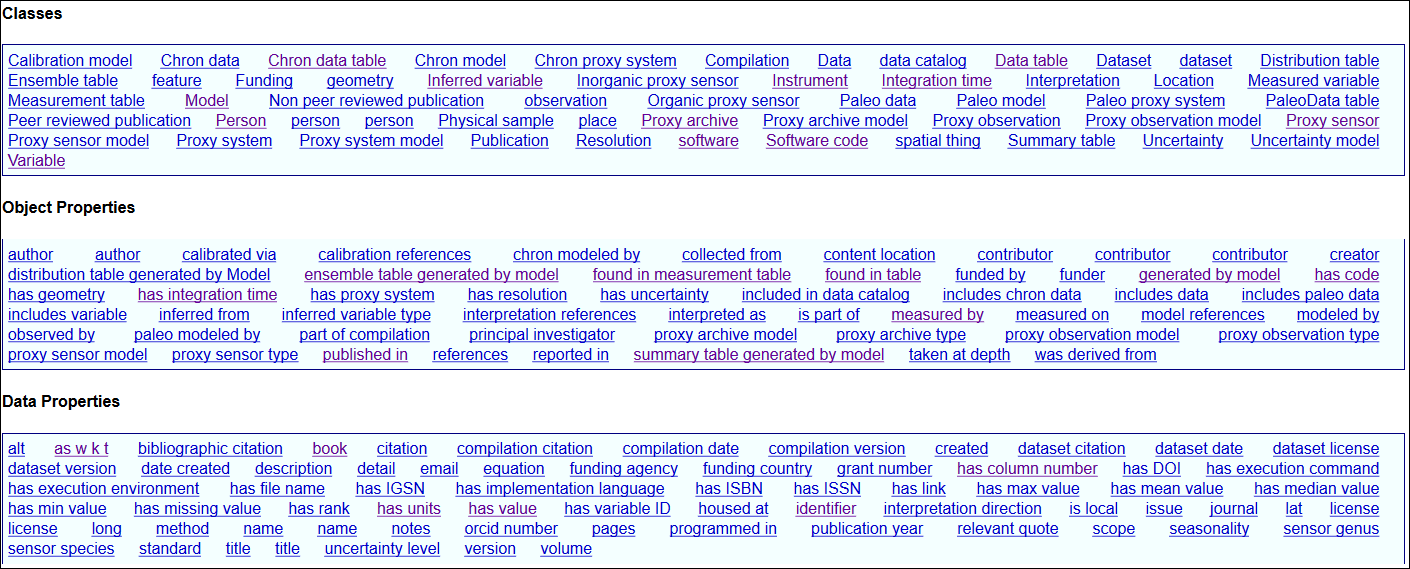 Classes
Calibration model Chron data Chron data table Chron model Chron proxy system Compilation Data data catalog Data table Dataset dataset Distribution table
Ensemble table feature Funding geometry Inferred variable Inorganic proxy sensor Instrument Integration time Interpretation Location Measured variable
Measurement table Model Non peer reviewed publication observation Organic proxy sensor Paleo data Paleo model Paleo proxy system PaleoData table
Peer reviewed publication Person person person Physical sample place Proxy archive Proxy archive model Proxy observation Proxy observation model Proxy sensor
Proxy sensor model Proxy system Proxy system model Publication Resolution software Software code spatial thing Summary table Uncertainty Uncertainty model
Variable
Object Properties
author author calibrated via calibration references chron modeled by collected from content location contributor contributor contributor creator
distribution table generated by Model ensemble table generated by model found in measurement table found in table funded by funder generated by model has code
has geometry has integration time has proxy system has resolution has uncertainty included in data catalog includes chron data includes data includes paleo data
includes variable inferred from inferred variable type interpretation references interpreted as is part of measured by measured on model references modeled by
observed by paleo modeled by part of compilation principal investigator proxy archive model proxy archive type proxy observation model proxy observation type
proxy sensor model proxy sensor type published in references reported in summary table generated by model taken at depth was derived from
Data Properties
alt as w k t bibliographic citation book citation compilation citation compilation date compilation version created dataset citation dataset date dataset license
dataset version date created description detail email equation funding agency funding country grant number has column number has DOI has execution command
has execution environment has file name has IGSN has implementation language has ISBN has ISSN has link has max value has mean value has median value
has min value has missing value has rank has units has value has variable ID housed at identifier interpretation direction is local issue journal lat license
license long method name name notes orcid number pages programmed in publication year relevant quote scope seasonality sensor genus
sensor species standard title title uncertainty level version volume